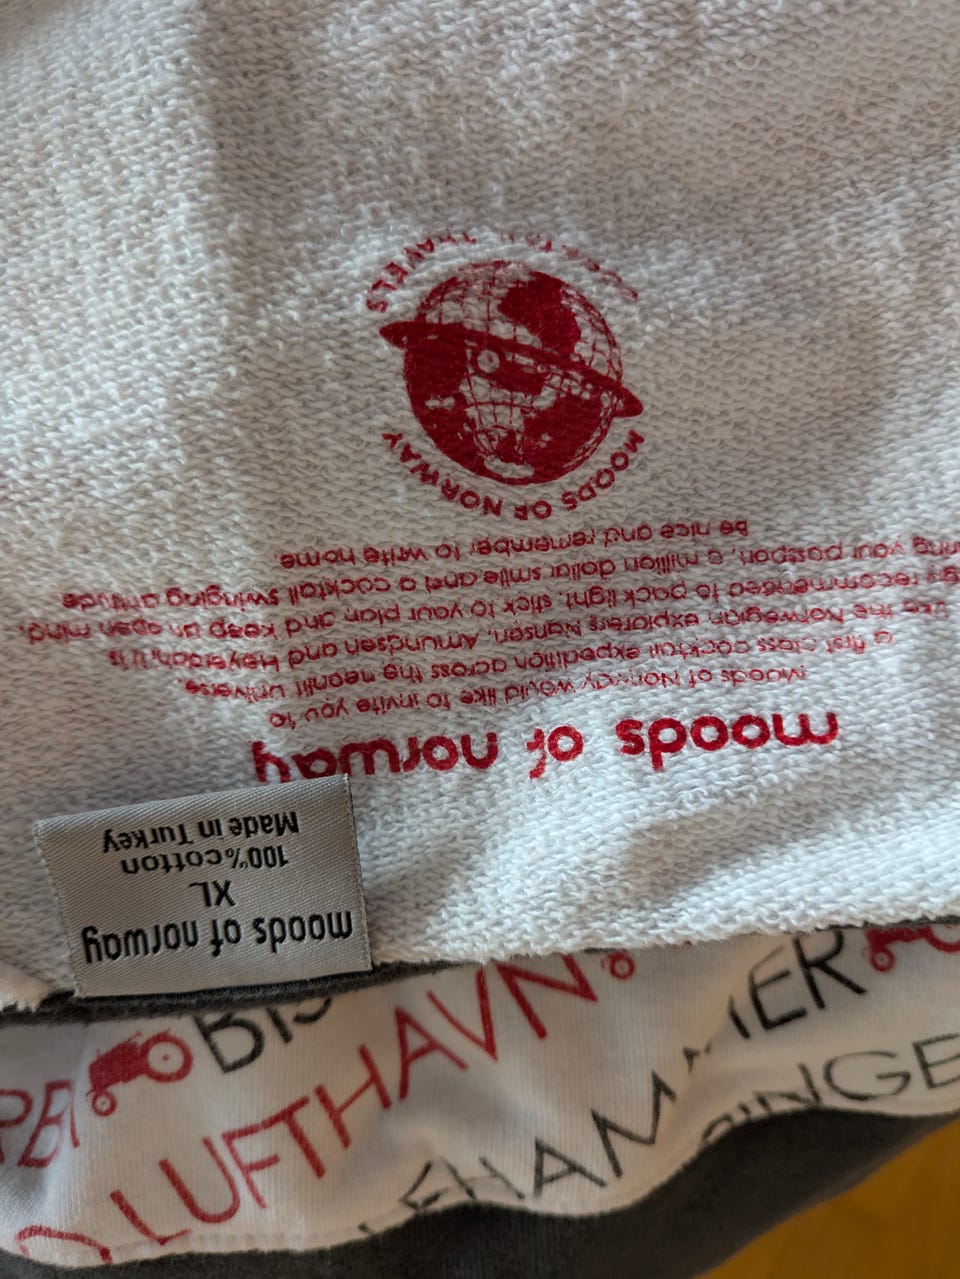 moods of norway
XL
100%cotton
Made in Turkey
moods of norway
Moods of Norway would like to invite you to
a first class cocktail expedition across the neonlit universe.
Like the Norwegian explorers Nansen, Amundsen and Heyerdahl, it is
recommended to pack light, stick to your plan and keep an open mind.
your passport, a million dollar smile and a cocktail swinging attitude
be nice and remember to write home.
MOODS OF NORWAY
TRAVELS
LUFTHAVN